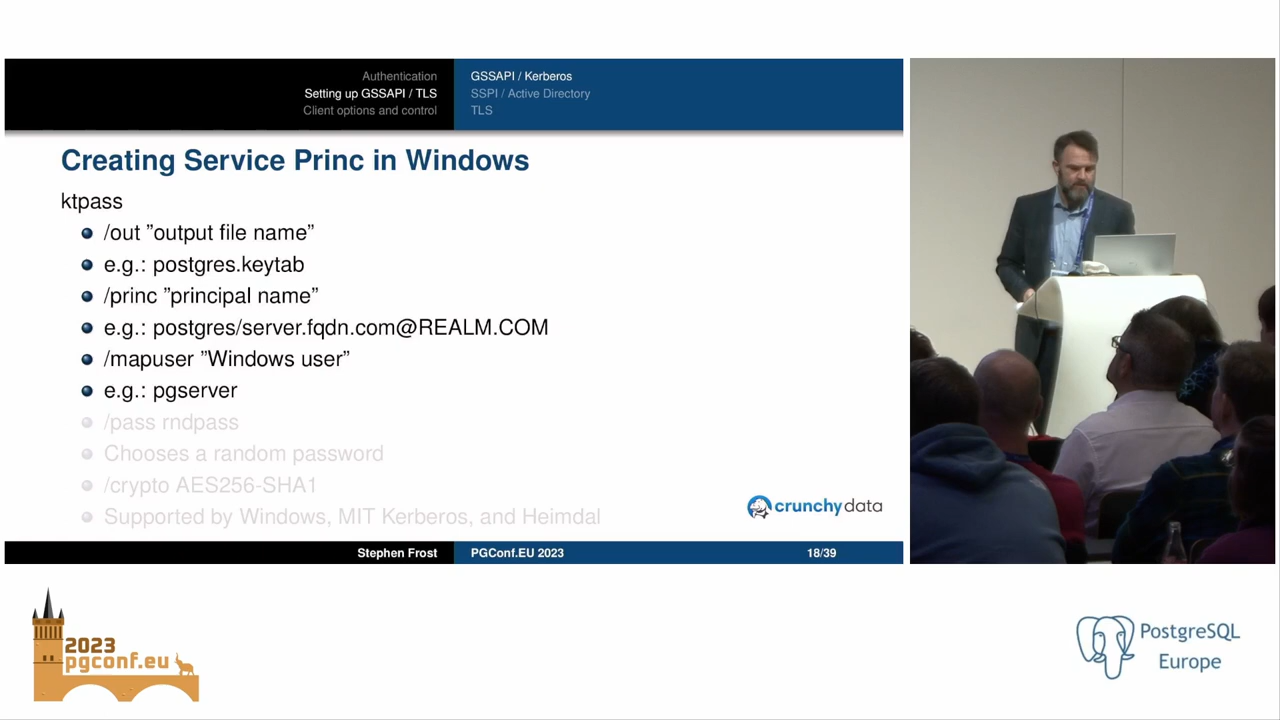 Authentication
Setting up GSSAPI / TLS
Client options and control
GSSAPI / Kerberos
SSPI / Active Directory
TLS
Creating Service Princ in Windows
ktpass
/out ”output file name”
e.g.: postgres.keytab
/princ ”principal name”
e.g.: postgres/server.fqdn.com@REALM.COM
/mapuser ”Windows user”
e.g.: pgserver
/pass rndpass
Chooses a random password
/crypto AES256-SHA1
Supported by Windows, MIT Kerberos, and Heimdal
crunchydata
Stephen Frost
PGConf.EU 2023
18/39
2023
pgconf.eu
PostgreSQL
Europe